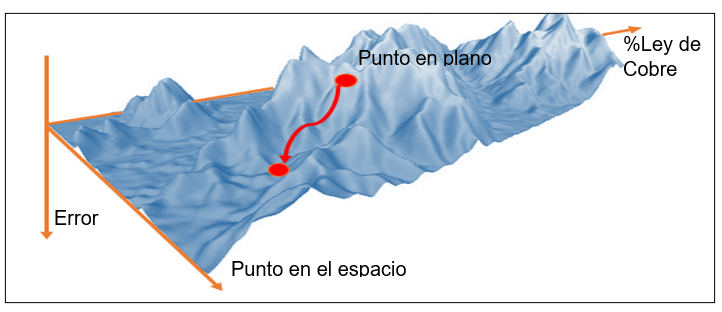 %Ley de
Cobre
Punto en plano
Error
Punto en el espacio